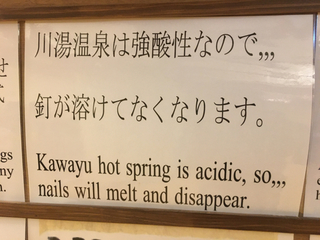 川湯温泉は強酸性なので,,,
釘が溶けてなくなります。
Kawayu hot spring is acidic, so,,,
nails will melt and disappear.